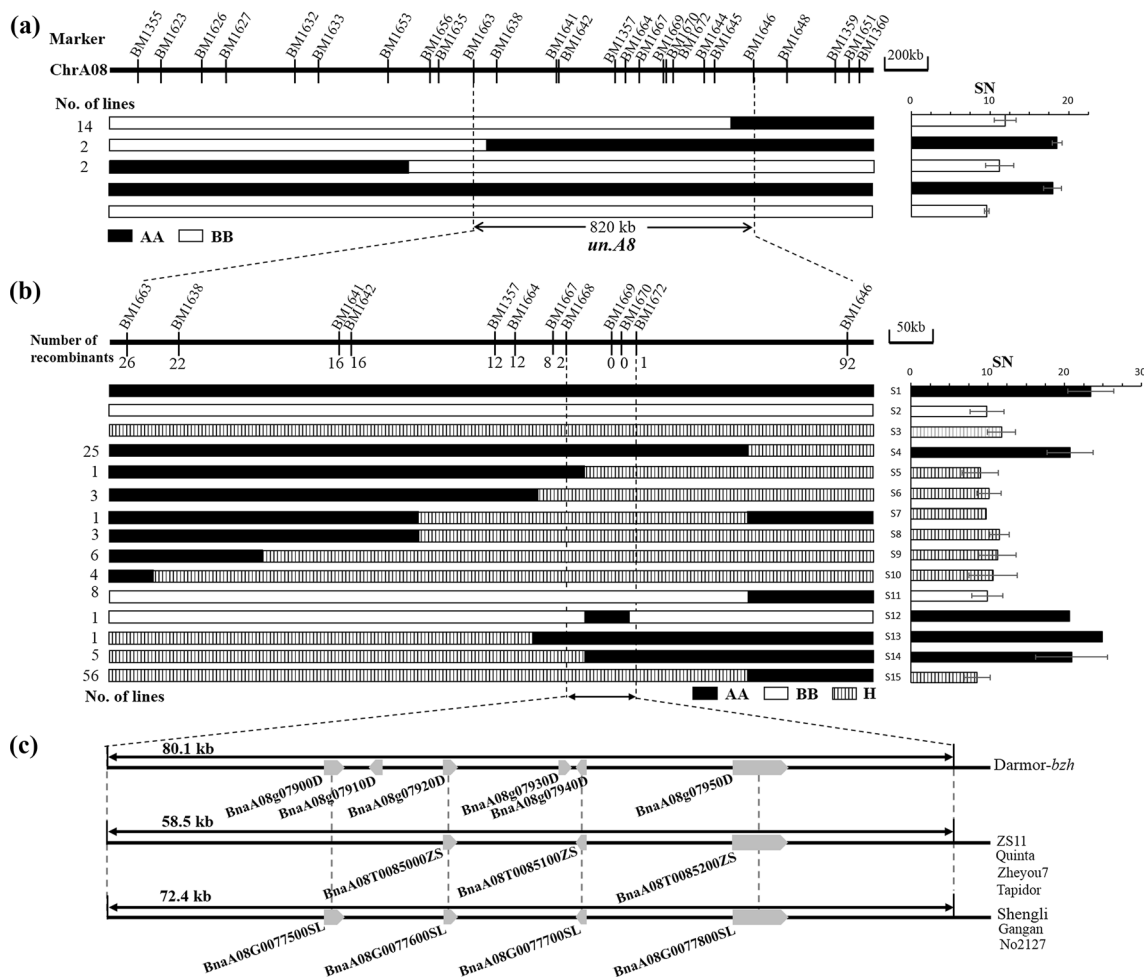 (a)
Marker
BM1355 BM1623 BM1626 BM1627 BM1632 BM1633 BM1653 BM1656 BM1635 BM1663 BM1638 BM1641 BM1642 BM1357 BM1664 BM1667 BM1669 BM1670 BM1672 BM1644 BM1645 BM1646 BM1648 BM1359 BM1651 BM1360
ChrA08
200kb
No. of lines
SN
0 10 20
14
2
2
AA BB
820 kb
un.A8
(b)
BM1663 BM1638 BM1641 BM1642 BM1357 BM1664 BM1667 BM1668 BM1669 BM1670 BM1672 BM1646
Number of
recombinants
26 22 16 16 12 12 8 2 0 0 1 92
50kb
SN
0 10 20 30
S1
S2
S3
25 S4
1 S5
3 S6
1 S7
3 S8
6 S9
4 S10
8 S11
1 S12
1 S13
5 S14
56 S15
No. of lines
AA BB H
(c)
80.1 kb
Darmor-bzh
BnaA08g07900D BnaA08g07910D BnaA08g07920D BnaA08g07930D BnaA08g07940D BnaA08g07950D
58.5 kb
ZS11
Quinta
Zheyou7
Tapidor
BnaA08T0085000ZS BnaA08T0085100ZS BnaA08T0085200ZS
72.4 kb
Shengli
Gangan
No2127
BnaA08G0077500SL BnaA08G0077600SL BnaA08G0077700SL BnaA08G0077800SL